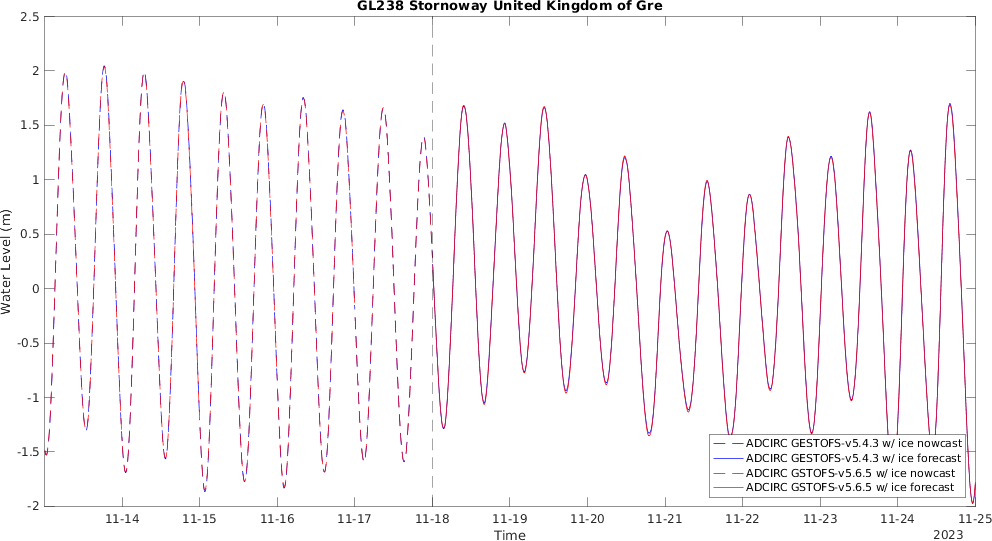 GL238 Stornoway United Kingdom of Gre
2.5
2
1.5
1
0.5
0
-0.5
-1
-1.5
-2
Water Level (m)
11-14 11-15 11-16 11-17 11-18 11-19 11-20 11-21 11-22 11-23 11-24 11-25
Time
2023
ADCIRC GESTOFS-v5.4.3 w/ ice nowcast
ADCIRC GESTOFS-v5.4.3 w/ ice forecast
ADCIRC GSTOFS-v5.6.5 w/ ice nowcast
ADCIRC GSTOFS-v5.6.5 w/ ice forecast